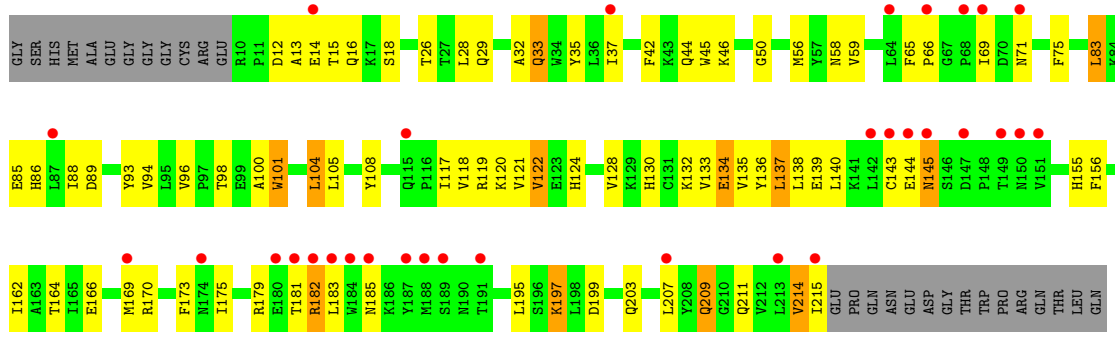 GLY SER HIS MET ALA GLU GLY GLY GLY CYS ARG GLU R10 P11 D12 A13 E14 T15 Q16 K17 S18 T26 T27 L28 Q29 A32 Q33 W34 Y35 L36 I37 F42 K43 Q44 W45 K46 G50 M56 Y57 N58 V59 L64 F65 P66 G67 P68 I69 D70 N71 F75 L83 K84
E85 H86 L87 I88 D89 Y93 V94 L95 V96 P97 T98 E99 A100 W101 L104 L105 Y108 Q115 P116 I117 V118 R119 K120 V121 V122 E123 H124 V128 K129 H130 C131 K132 V133 E134 V135 Y136 L137 L138 E139 L140 K141 L142 C143 E144 N145 S146 D147 P148 T149 N150 V151 H155 F156
I162 A163 T164 I165 E166 M169 R170 F173 N174 I175 R179 E180 T181 R182 L183 W184 N185 K186 Y187 M188 S189 N190 T191 L195 S196 K197 L198 D199 Q203 L207 Y208 Q209 G210 Q211 V212 L213 V214 I215 GLU PRO GLN ASN GLU ASP GLY THR TRP PRO ARG GLN THR LEU GLN